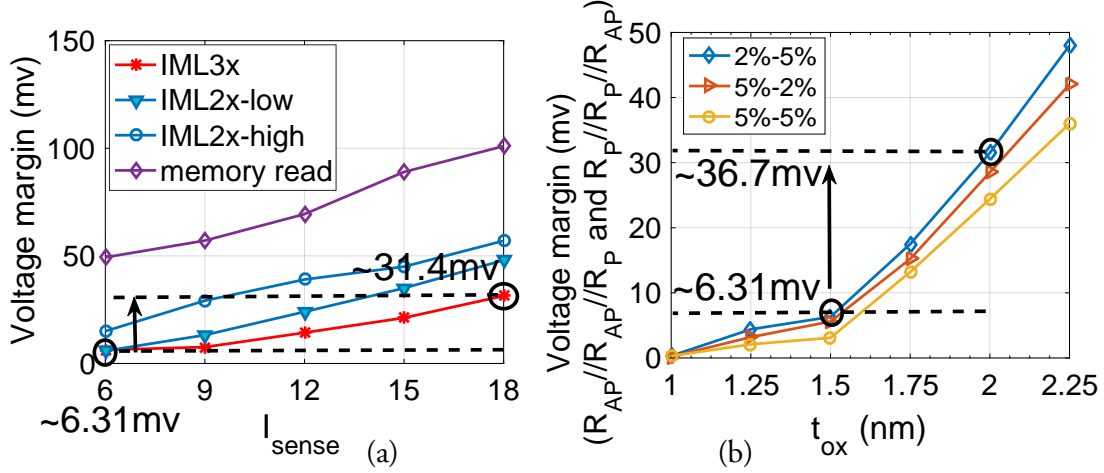 Voltage margin (mv)
150
100
50
0
IML3x
IML2x-low
IML2x-high
memory read
~31.4mv
~6.31mv
6
9
12
15
18
I_sense
(a)
Voltage margin (mv)
(R_AP//R_AP//R_P and R_P//R_P//R_AP)
50
40
30
20
10
0
2%-5%
5%-2%
5%-5%
~36.7mv
~6.31mv
1
1.25
1.5
1.75
2
2.25
t_ox (nm)
(b)